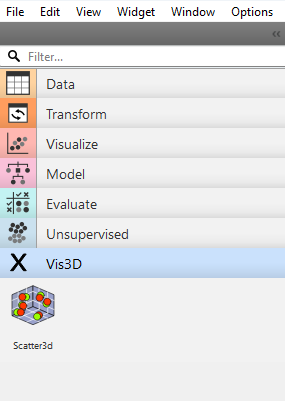 File Edit View Widget Window Options
Filter...
Data
Transform
Visualize
Model
Evaluate
Unsupervised
Vis3D
Scatter3d